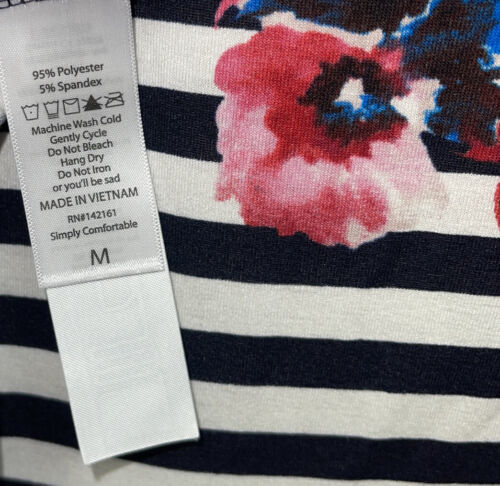 95% Polyester
5% Spandex
Machine Wash Cold
Gently Cycle
Do Not Bleach
Hang Dry
Do Not Iron
or you'll be sad
MADE IN VIETNAM
RN#142161
Simply Comfortable
M